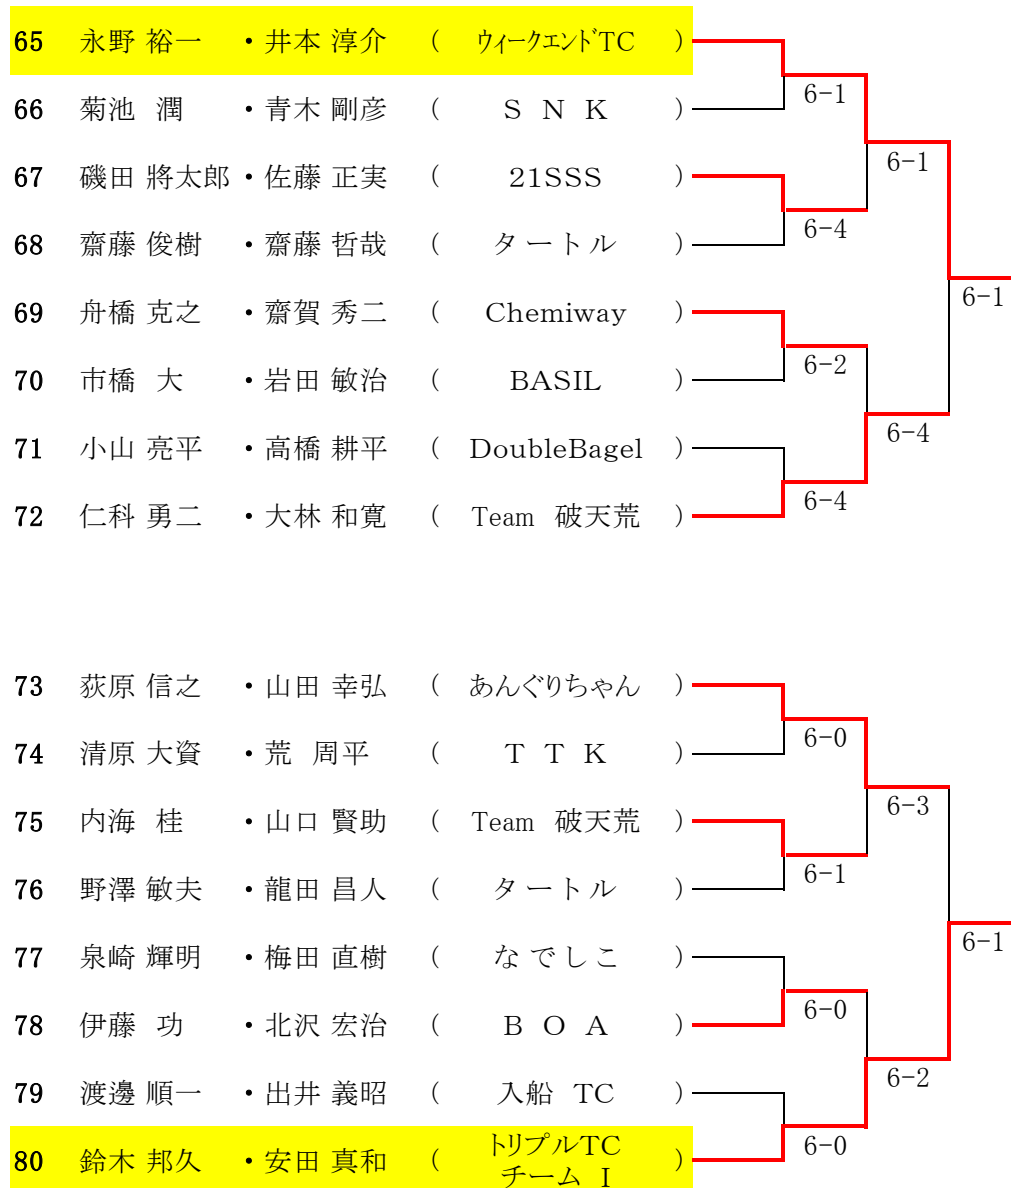 65 永野 裕一 ・井本 淳介 ( ウィークエンドTC )
6-1
66 菊池 潤 ・青木 剛彦 ( S N K )
6-1
67 磯田 將太郎・佐藤 正実 ( 21SSS )
6-4
68 齋藤 俊樹 ・齋藤 哲哉 ( タートル )
6-1
69 舟橋 克之 ・齋賀 秀二 ( Chemiway )
6-2
70 市橋 大 ・岩田 敏治 ( BASIL )
6-4
71 小山 亮平 ・高橋 耕平 ( DoubleBagel )
6-4
72 仁科 勇二 ・大林 和寛 ( Team 破天荒 )
73 荻原 信之 ・山田 幸弘 ( あんぐりちゃん )
6-0
74 清原 大資 ・荒 周平 ( T T K )
6-3
75 内海 桂 ・山口 賢助 ( Team 破天荒 )
6-1
76 野澤 敏夫 ・龍田 昌人 ( タートル )
6-1
77 泉崎 輝明 ・梅田 直樹 ( なでしこ )
6-0
78 伊藤 功 ・北沢 宏治 ( B O A )
6-2
79 渡邊 順一 ・出井 義昭 ( 入船 TC )
6-0
80 鈴木 邦久 ・安田 真和 ( トリプルTC
チーム I )